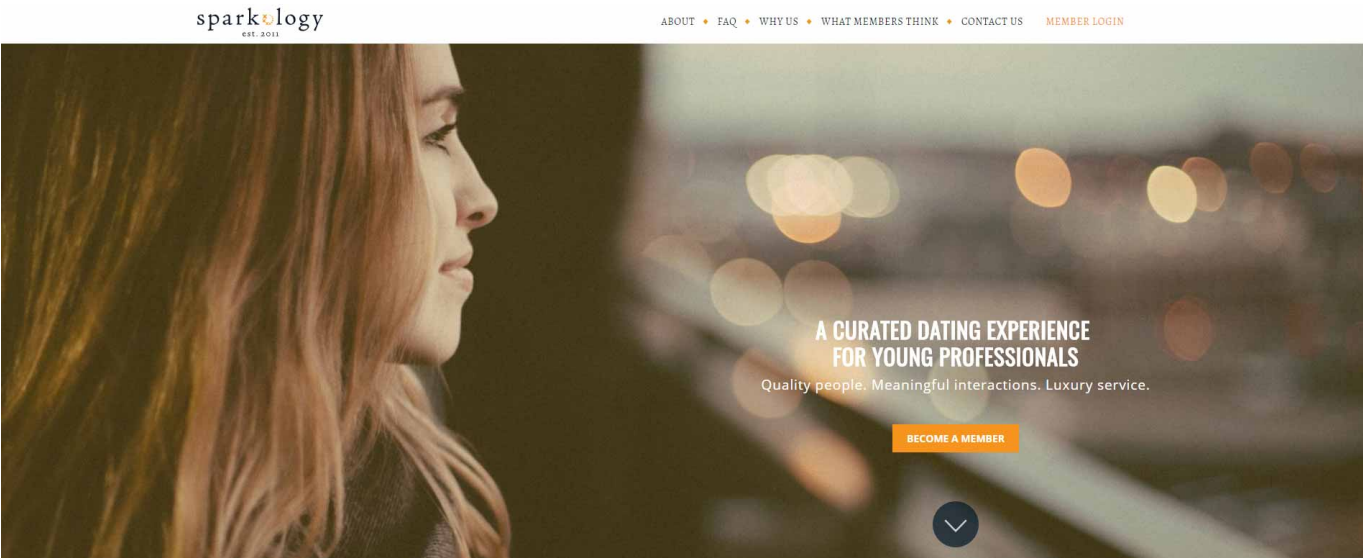 sparkology
est. 2011
ABOUT FAQ WHY US WHAT MEMBERS THINK CONTACT US MEMBER LOGIN
A CURATED DATING EXPERIENCE
FOR YOUNG PROFESSIONALS
Quality people. Meaningful interactions. Luxury service.
BECOME A MEMBER